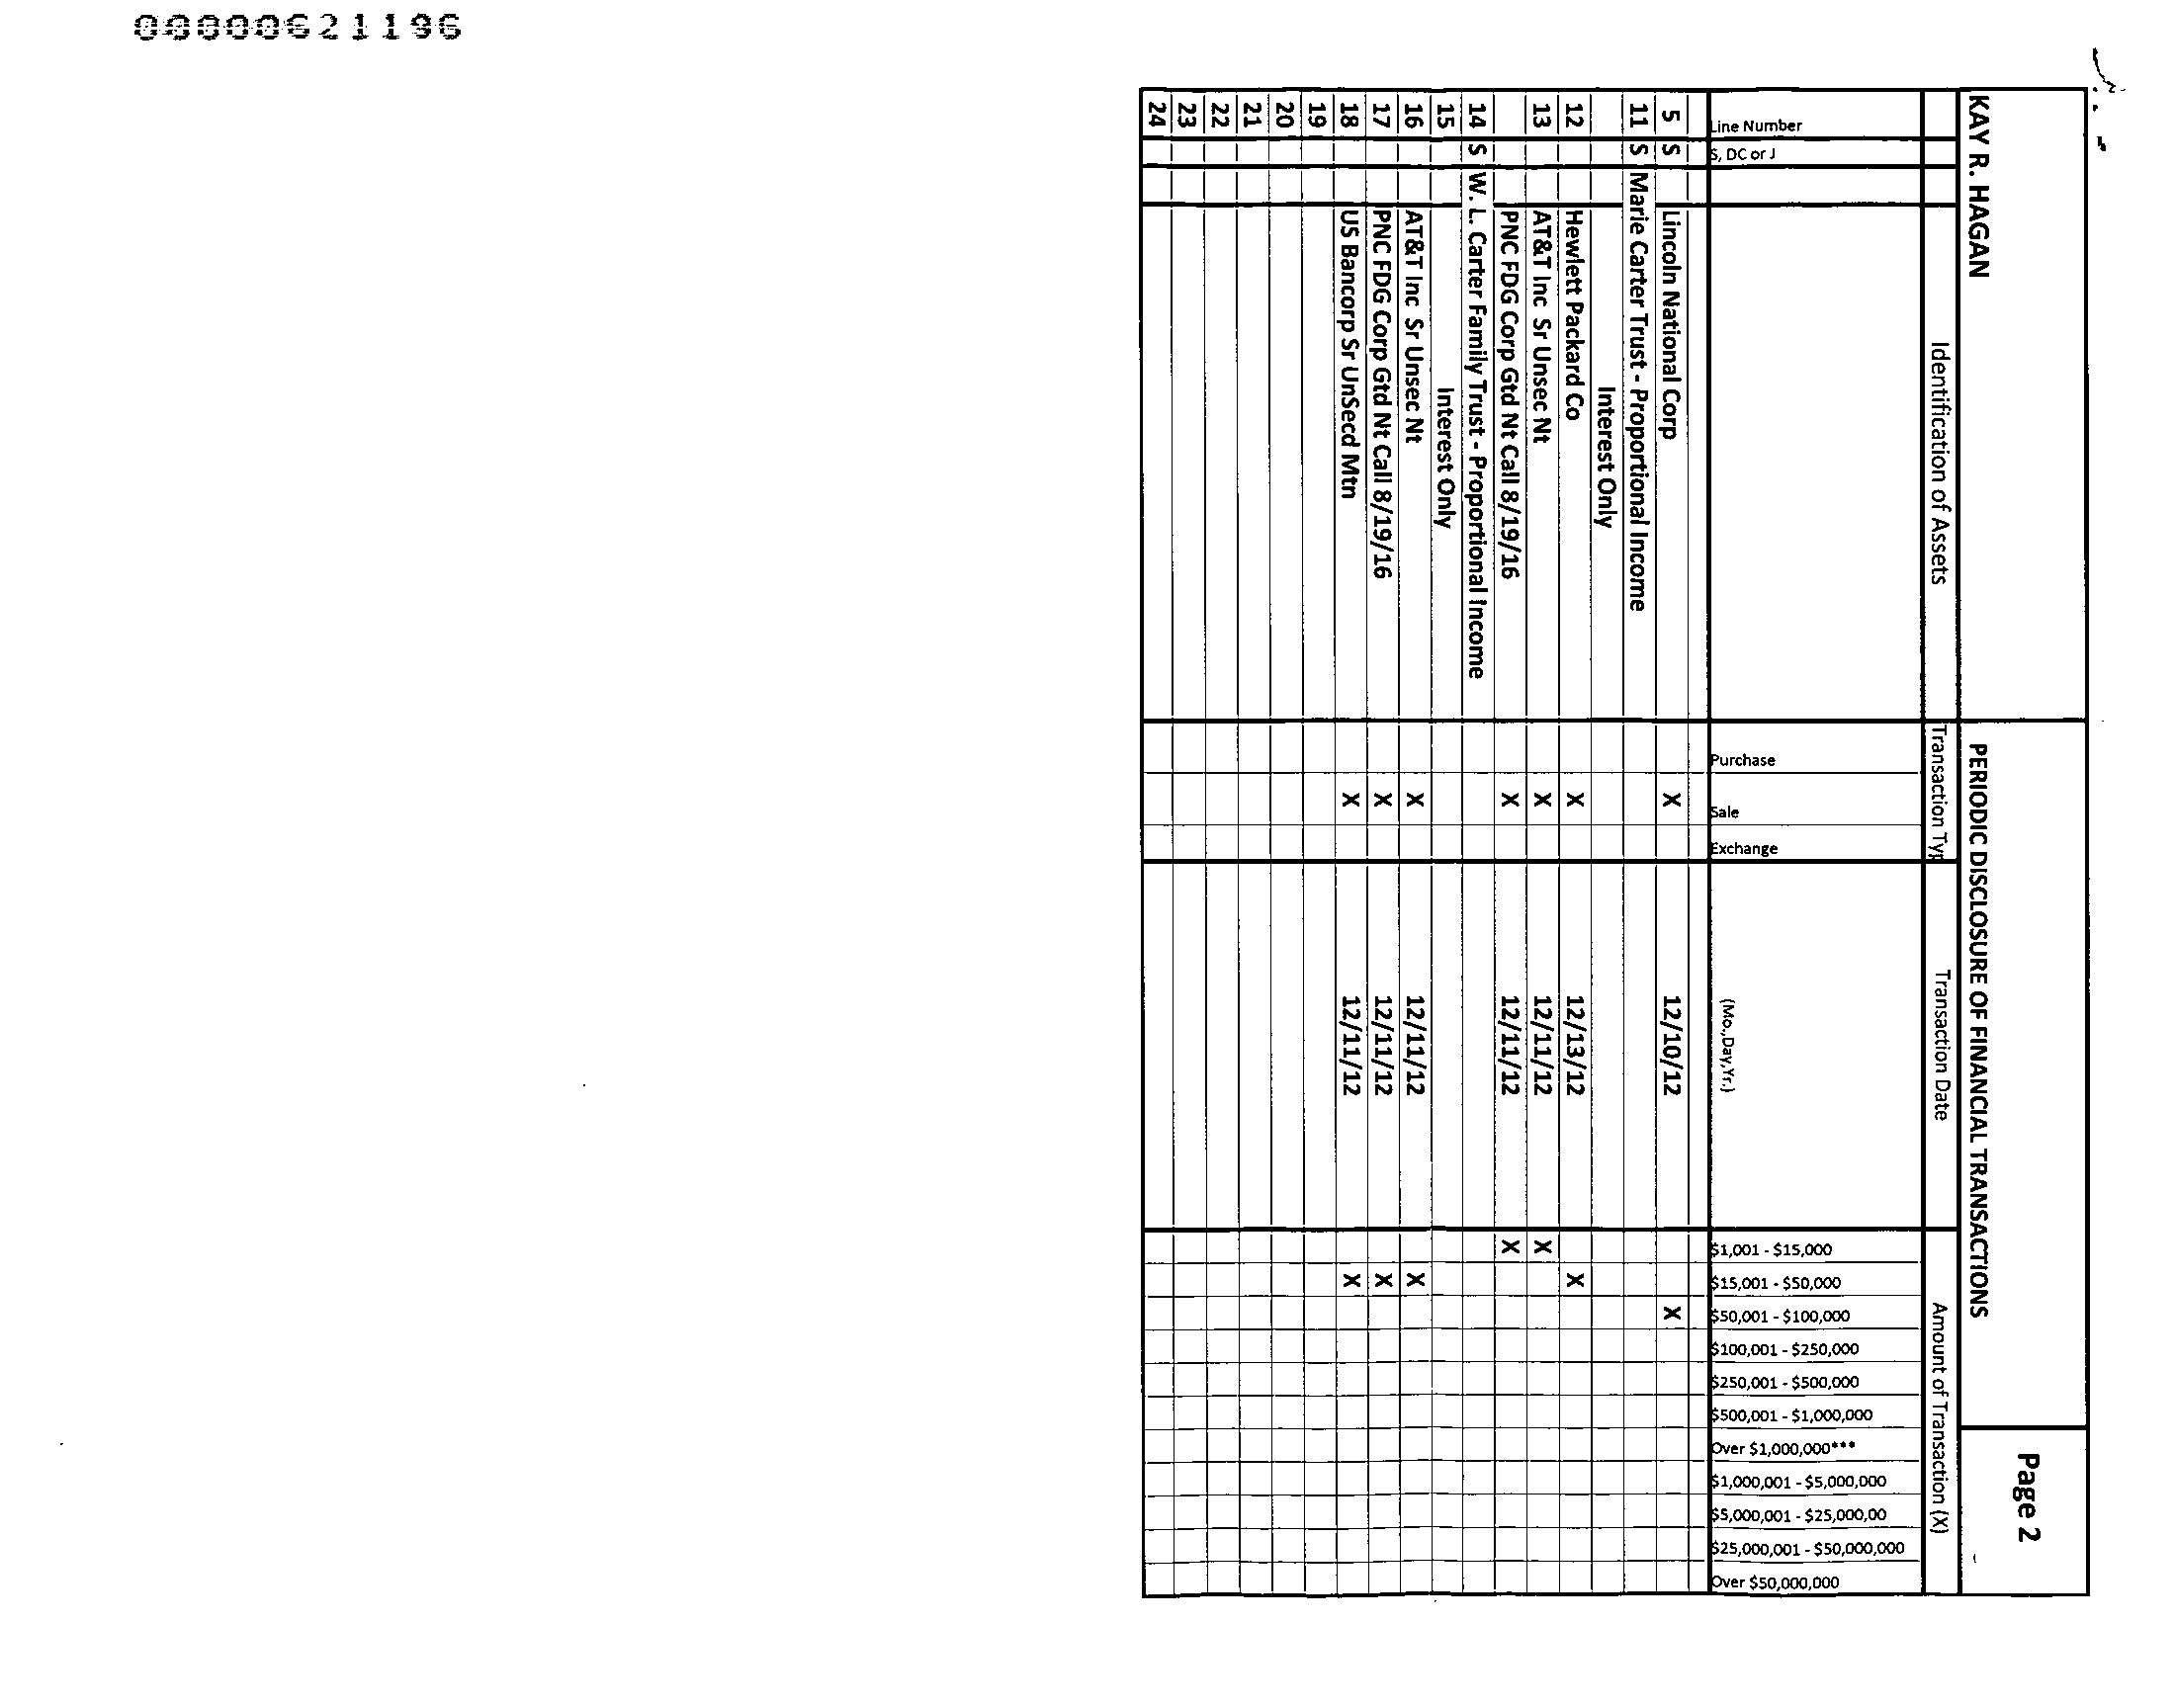 00000621196
KAY R. HAGAN PERIODIC DISCLOSURE OF FINANCIAL TRANSACTIONS Page 2
Identification of Assets Transaction Typ Transaction Date Amount of Transaction (X)
Line Number S, DC or J Purchase Sale Exchange (Mo.,Day,Yr.) $1,001 - $15,000 $15,001 - $50,000 $50,001 - $100,000 $100,001 - $250,000 $250,001 - $500,000 $500,001 - $1,000,000 Over $1,000,000*** $1,000,001 - $5,000,000 $5,000,001 - $25,000,00 $25,000,001 - $50,000,000 Over $50,000,000
5 S Lincoln National Corp X 12/10/12 X
11 S Marie Carter Trust - Proportional Income
Interest Only
12 Hewlett Packard Co X 12/13/12 X
13 AT&T Inc Sr Unsec Nt X 12/11/12 X
PNC FDG Corp Gtd Nt Call 8/19/16 X 12/11/12 X
14 S W. L. Carter Family Trust - Proportional Income
15 Interest Only
16 AT&T Inc Sr Unsec Nt X 12/11/12 X
17 PNC FDG Corp Gtd Nt Call 8/19/16 X 12/11/12 X
18 US Bancorp Sr UnSecd Mtn X 12/11/12 X
19
20
21
22
23
24